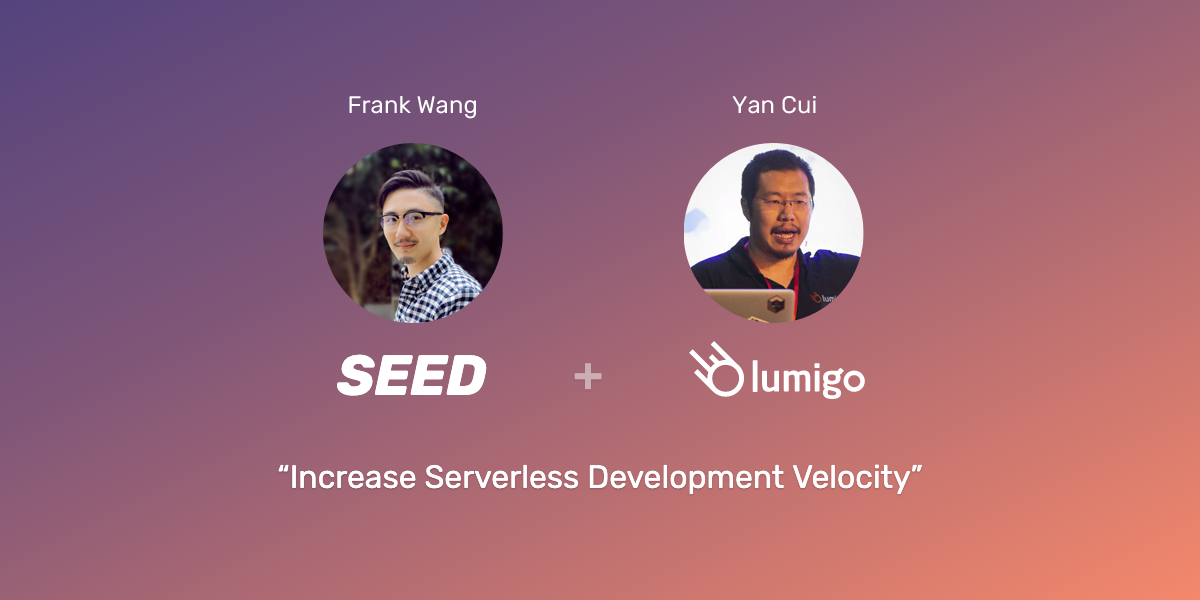 Frank Wang
Yan Cui
SEED
+
lumigo
“Increase Serverless Development Velocity”